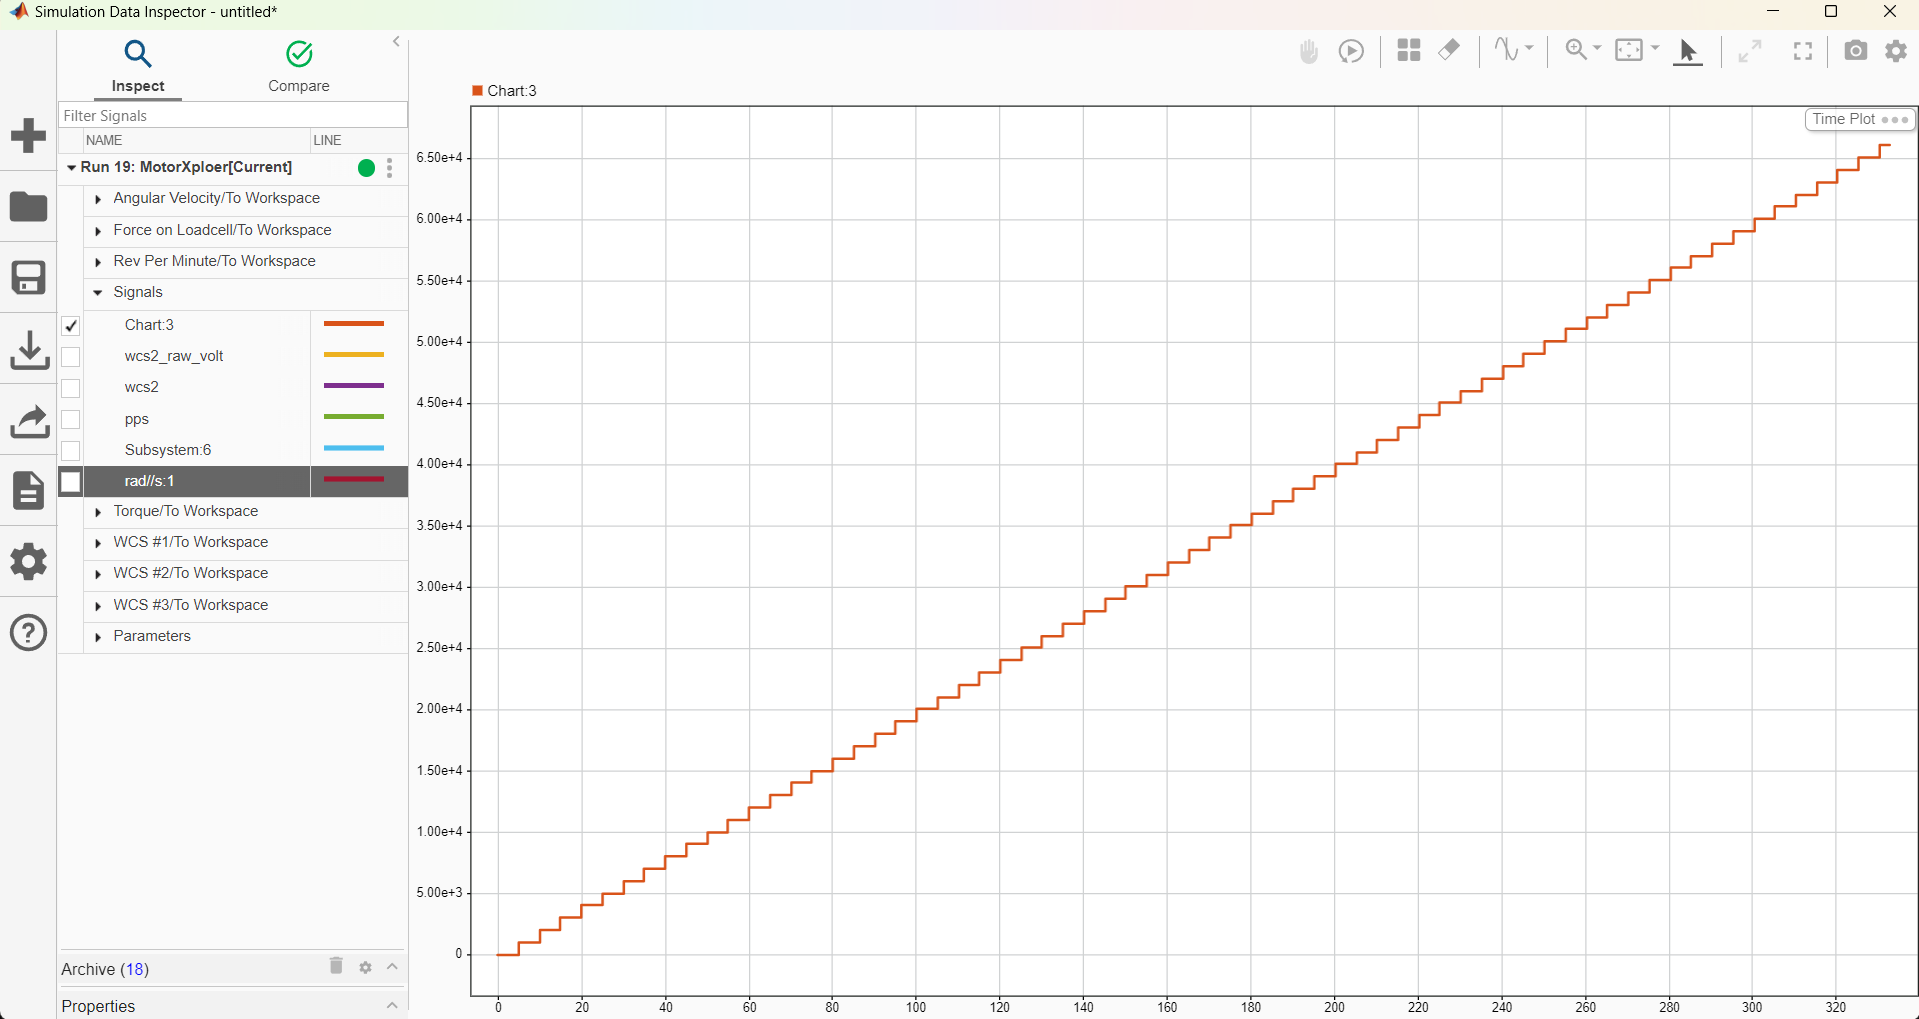 Simulation Data Inspector - untitled*
Inspect
Compare
Filter Signals
NAME
LINE
Run 19: MotorXploer[Current]
Angular Velocity/To Workspace
Force on Loadcell/To Workspace
Rev Per Minute/To Workspace
Signals
Chart:3
wcs2_raw_volt
wcs2
pps
Subsystem:6
rad//s:1
Torque/To Workspace
WCS #1/To Workspace
WCS #2/To Workspace
WCS #3/To Workspace
Parameters
Archive (18)
Properties
Chart:3
Time Plot
6.50e+4
6.00e+4
5.50e+4
5.00e+4
4.50e+4
4.00e+4
3.50e+4
3.00e+4
2.50e+4
2.00e+4
1.50e+4
1.00e+4
5.00e+3
0
0 20 40 60 80 100 120 140 160 180 200 220 240 260 280 300 320